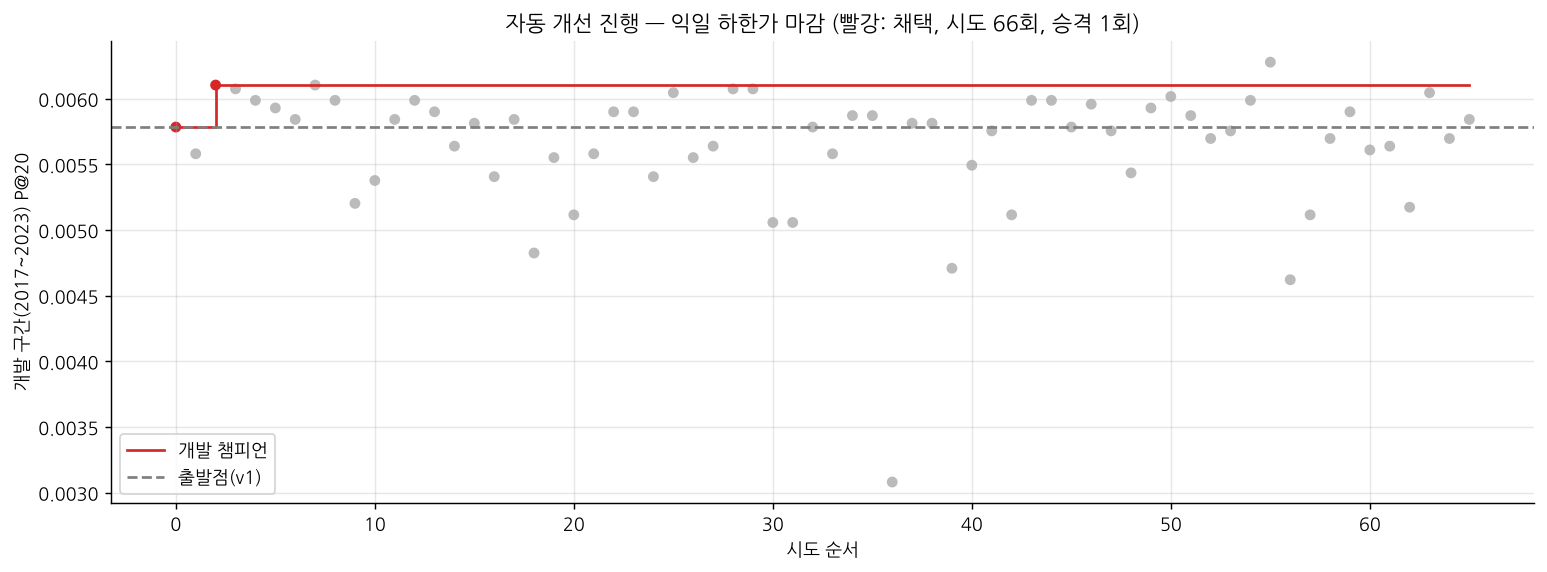 자동 개선 진행 — 익일 하한가 마감 (빨강: 채택, 시도 66회, 승격 1회)
개발 구간(2017~2023) P@20
0.0060
0.0055
0.0050
0.0045
0.0040
0.0035
0.0030
개발 챔피언
출발점(v1)
0
10
20
30
40
50
60
시도 순서